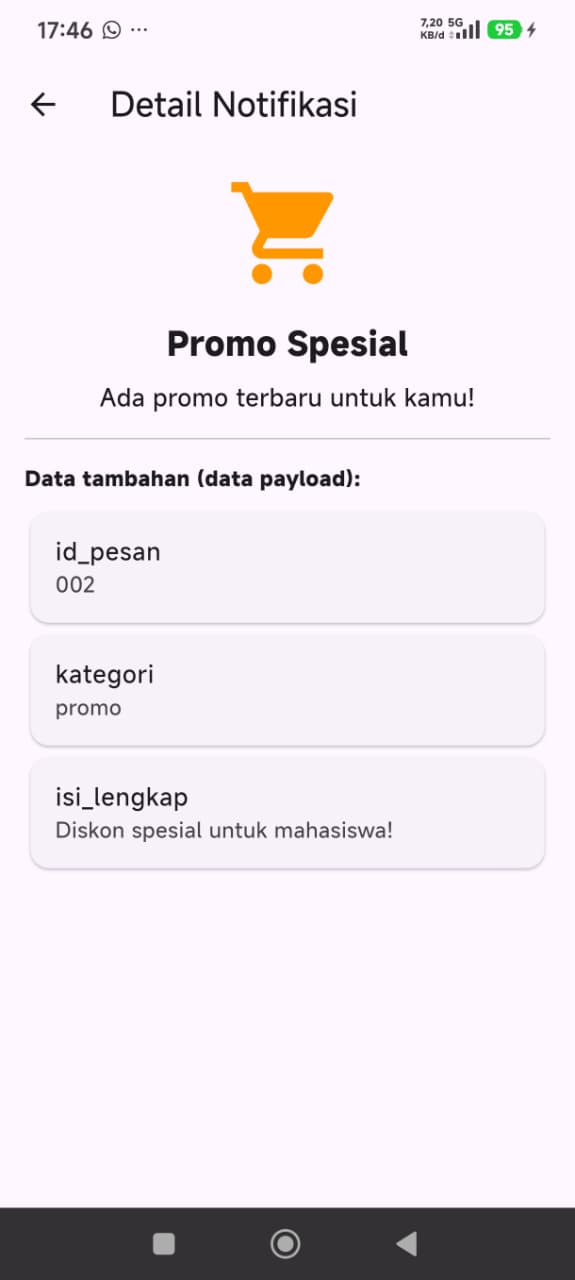 17:46 ...
7,20 5G
KB/d
95
Detail Notifikasi
Promo Spesial
Ada promo terbaru untuk kamu!
Data tambahan (data payload):
id_pesan
002
kategori
promo
isi_lengkap
Diskon spesial untuk mahasiswa!